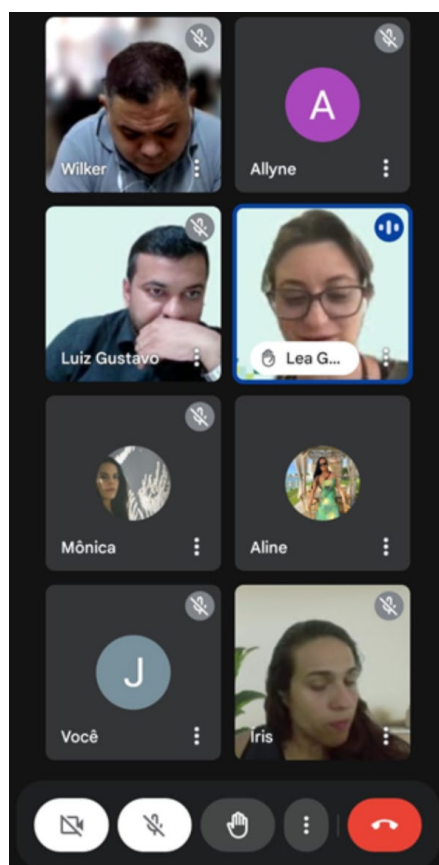 Wilker
A
Allyne
Luiz Gustavo
Lea G...
Mônica
Aline
J
Você
Iris